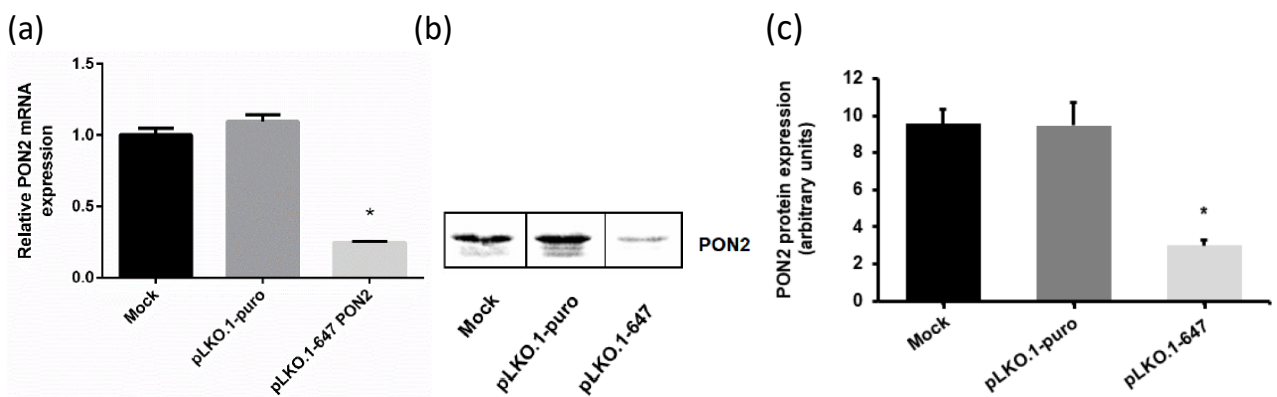 (a)
Relative PON2 mRNA
expression
1.5
1.0
0.5
0.0
*
Mock
pLKO.1-puro
pLKO.1-647 PON2
(b)
PON2
Mock
pLKO.1-puro
pLKO.1-647
(c)
PON2 protein expression
(arbitrary units)
12
10
8
6
4
2
0
*
Mock
pLKO.1-puro
pLKO.1-647